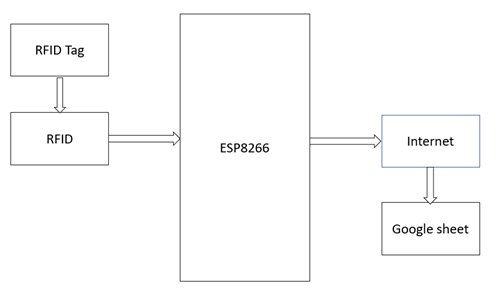 RFID Tag
RFID
ESP8266
Internet
Google sheet